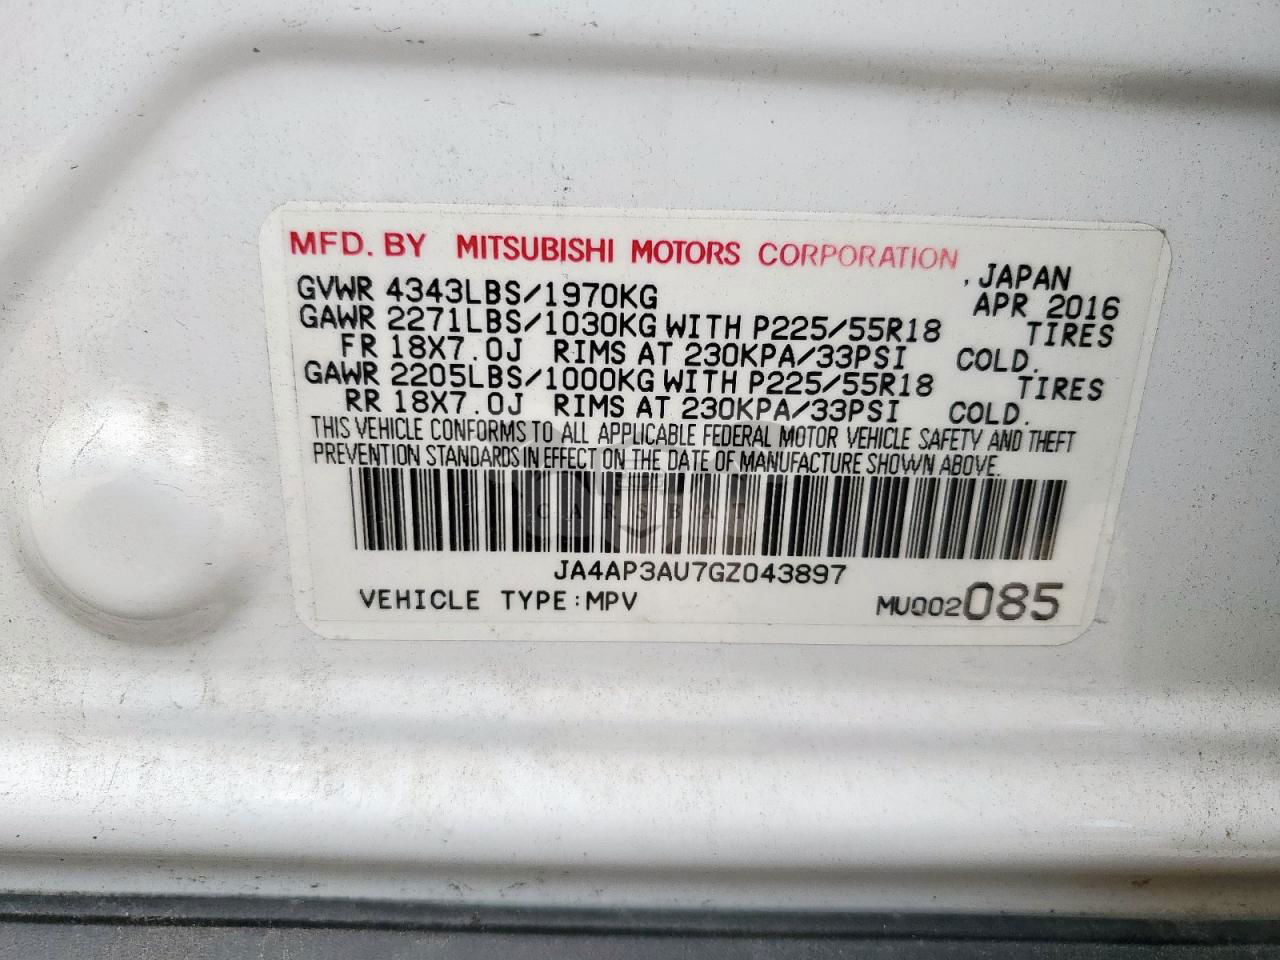 MFD. BY MITSUBISHI MOTORS CORPORATION, JAPAN
GVWR 4343LBS/1970KG APR 2016
GAWR 2271LBS/1030KG WITH P225/55R18 TIRES
FR 18X7.0J RIMS AT 230KPA/33PSI COLD.
GAWR 2205LBS/1000KG WITH P225/55R18 TIRES
RR 18X7.0J RIMS AT 230KPA/33PSI COLD.
THIS VEHICLE CONFORMS TO ALL APPLICABLE FEDERAL MOTOR VEHICLE SAFETY AND THEFT
PREVENTION STANDARDS IN EFFECT ON THE DATE OF MANUFACTURE SHOWN ABOVE.
JA4AP3AU7GZ043897
VEHICLE TYPE:MPV MU002085